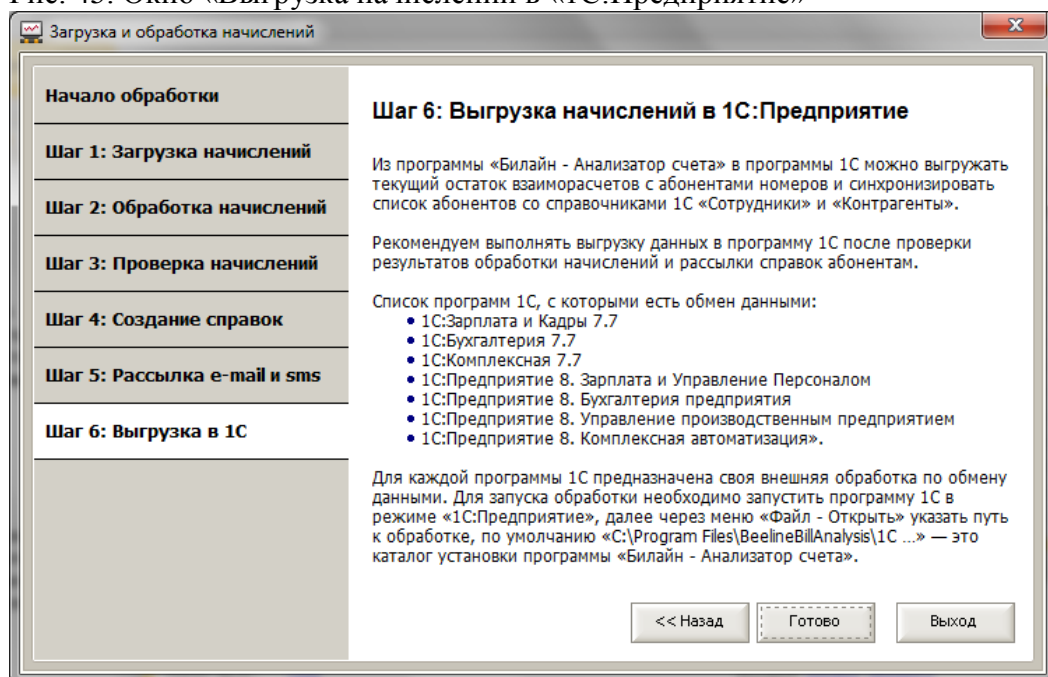 Рис. 43. Окно «Выгрузка начислений в «1С:Предприятие»
Загрузка и обработка начислений
Начало обработки
Шаг 1: Загрузка начислений
Шаг 2: Обработка начислений
Шаг 3: Проверка начислений
Шаг 4: Создание справок
Шаг 5: Рассылка e-mail и sms
Шаг 6: Выгрузка в 1С
Шаг 6: Выгрузка начислений в 1С:Предприятие
Из программы «Билайн - Анализатор счета» в программы 1С можно выгружать
текущий остаток взаиморасчетов с абонентами номеров и синхронизировать
список абонентов со справочниками 1С «Сотрудники» и «Контрагенты».
Рекомендуем выполнять выгрузку данных в программу 1С после проверки
результатов обработки начислений и рассылки справок абонентам.
Список программ 1С, с которыми есть обмен данными:
• 1С:Зарплата и Кадры 7.7
• 1С:Бухгалтерия 7.7
• 1С:Комплексная 7.7
• 1С:Предприятие 8. Зарплата и Управление Персоналом
• 1С:Предприятие 8. Бухгалтерия предприятия
• 1С:Предприятие 8. Управление производственным предприятием
• 1С:Предприятие 8. Комплексная автоматизация».
Для каждой программы 1С предназначена своя внешняя обработка по обмену
данными. Для запуска обработки необходимо запустить программу 1С в
режиме «1С:Предприятие», далее через меню «Файл - Открыть» указать путь
к обработке, по умолчанию «C:\Program Files\BeelineBillAnalysis\1C ...» — это
каталог установки программы «Билайн - Анализатор счета».
<< Назад
Готово
Выход